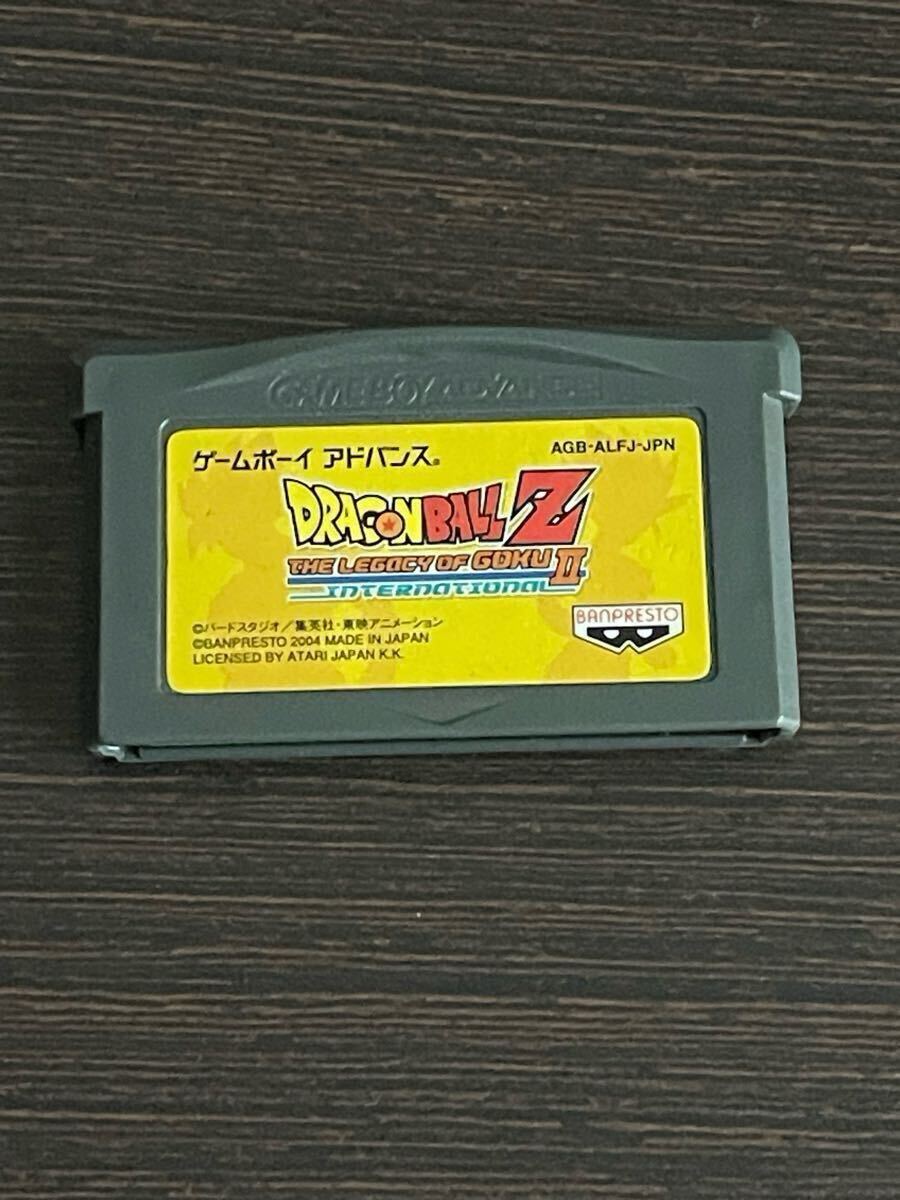 GAME BOY ADVANCE
ゲームボーイ アドバンス®
AGB-ALFJ-JPN
DRAGONBALL Z
THE LEGACY OF GOKU II
INTERNATIONAL
BANPRESTO
©バードスタジオ/集英社・東映アニメーション
©BANPRESTO 2004 MADE IN JAPAN
LICENSED BY ATARI JAPAN K.K.